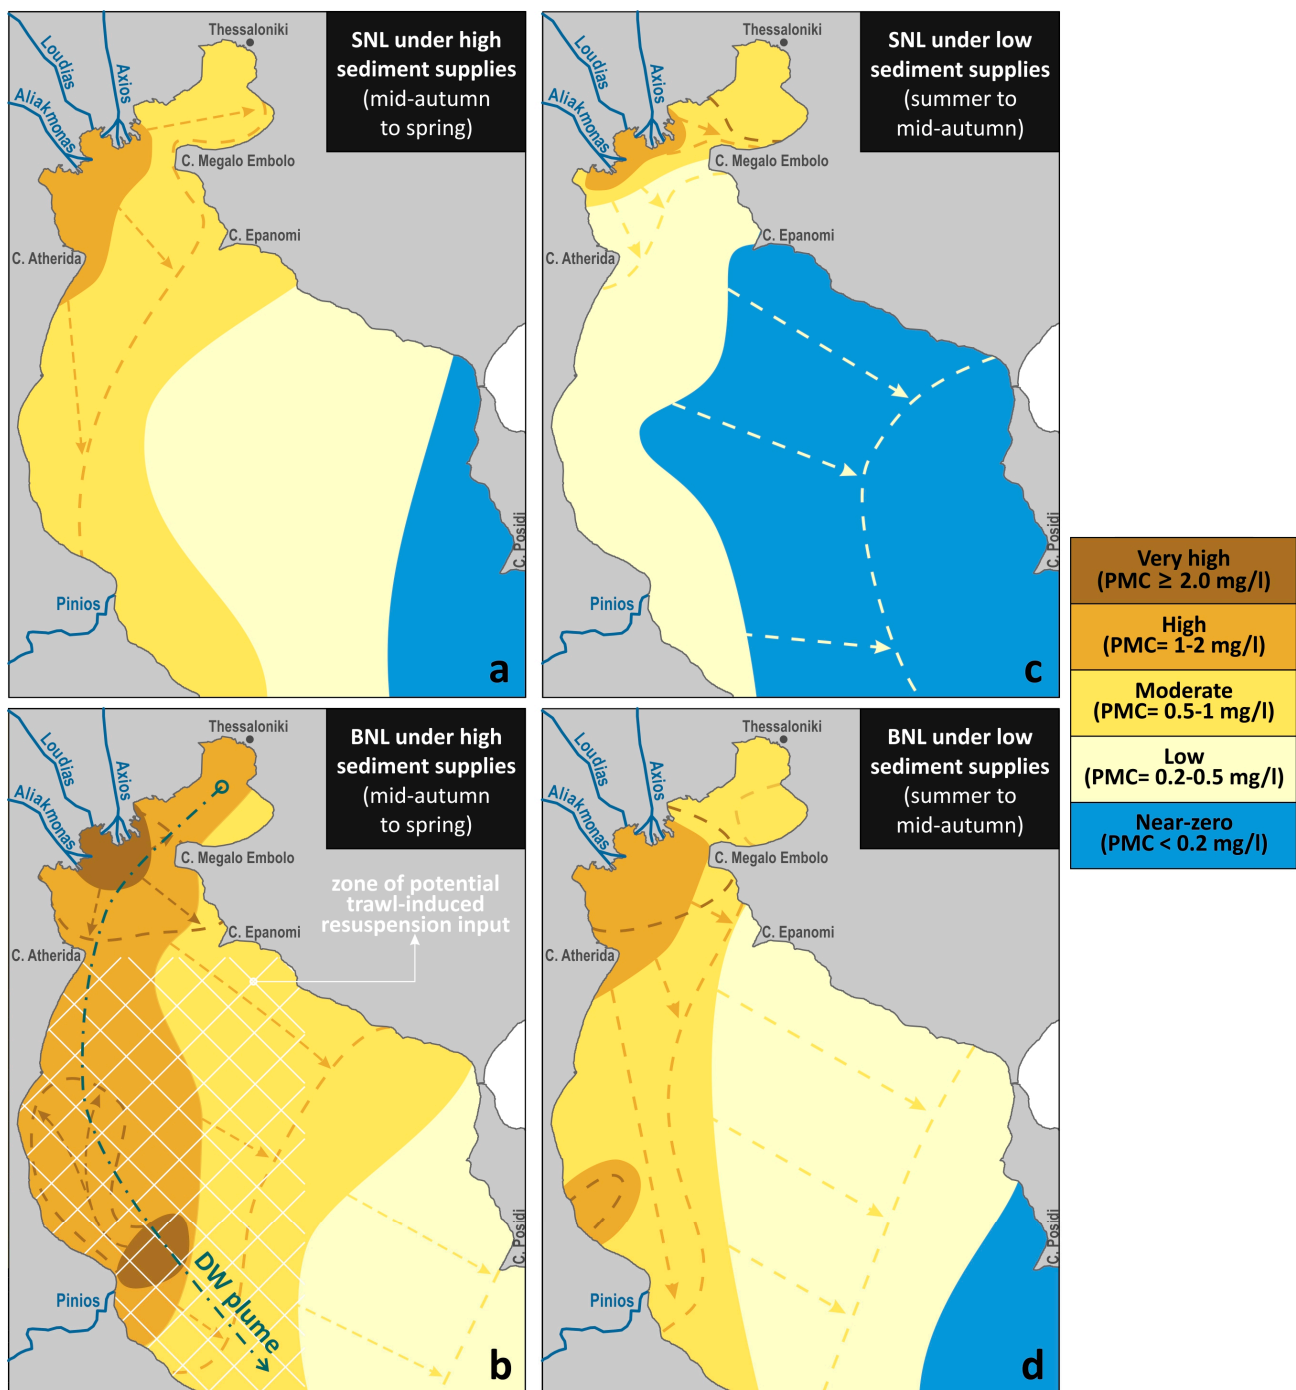 Thessaloniki
SNL under high
sediment supplies
(mid-autumn
to spring)
Loudias
Axios
Aliakmonas
C. Megalo Embolo
C. Epanomi
C. Atherida
C. Posidi
Pinios
a
Thessaloniki
SNL under low
sediment supplies
(summer to
mid-autumn)
Loudias
Axios
Aliakmonas
C. Megalo Embolo
C. Epanomi
C. Atherida
C. Posidi
Pinios
c
Very high
(PMC ≥ 2.0 mg/l)
High
(PMC= 1-2 mg/l)
Moderate
(PMC= 0.5-1 mg/l)
Low
(PMC= 0.2-0.5 mg/l)
Near-zero
(PMC < 0.2 mg/l)
Thessaloniki
BNL under high
sediment supplies
(mid-autumn
to spring)
Loudias
Axios
Aliakmonas
C. Megalo Embolo
zone of potential
trawl-induced
resuspension input
C. Epanomi
C. Atherida
C. Posidi
DW plume
Pinios
b
Thessaloniki
BNL under low
sediment supplies
(summer to
mid-autumn)
Loudias
Axios
Aliakmonas
C. Megalo Embolo
C. Epanomi
C. Atherida
C. Posidi
Pinios
d